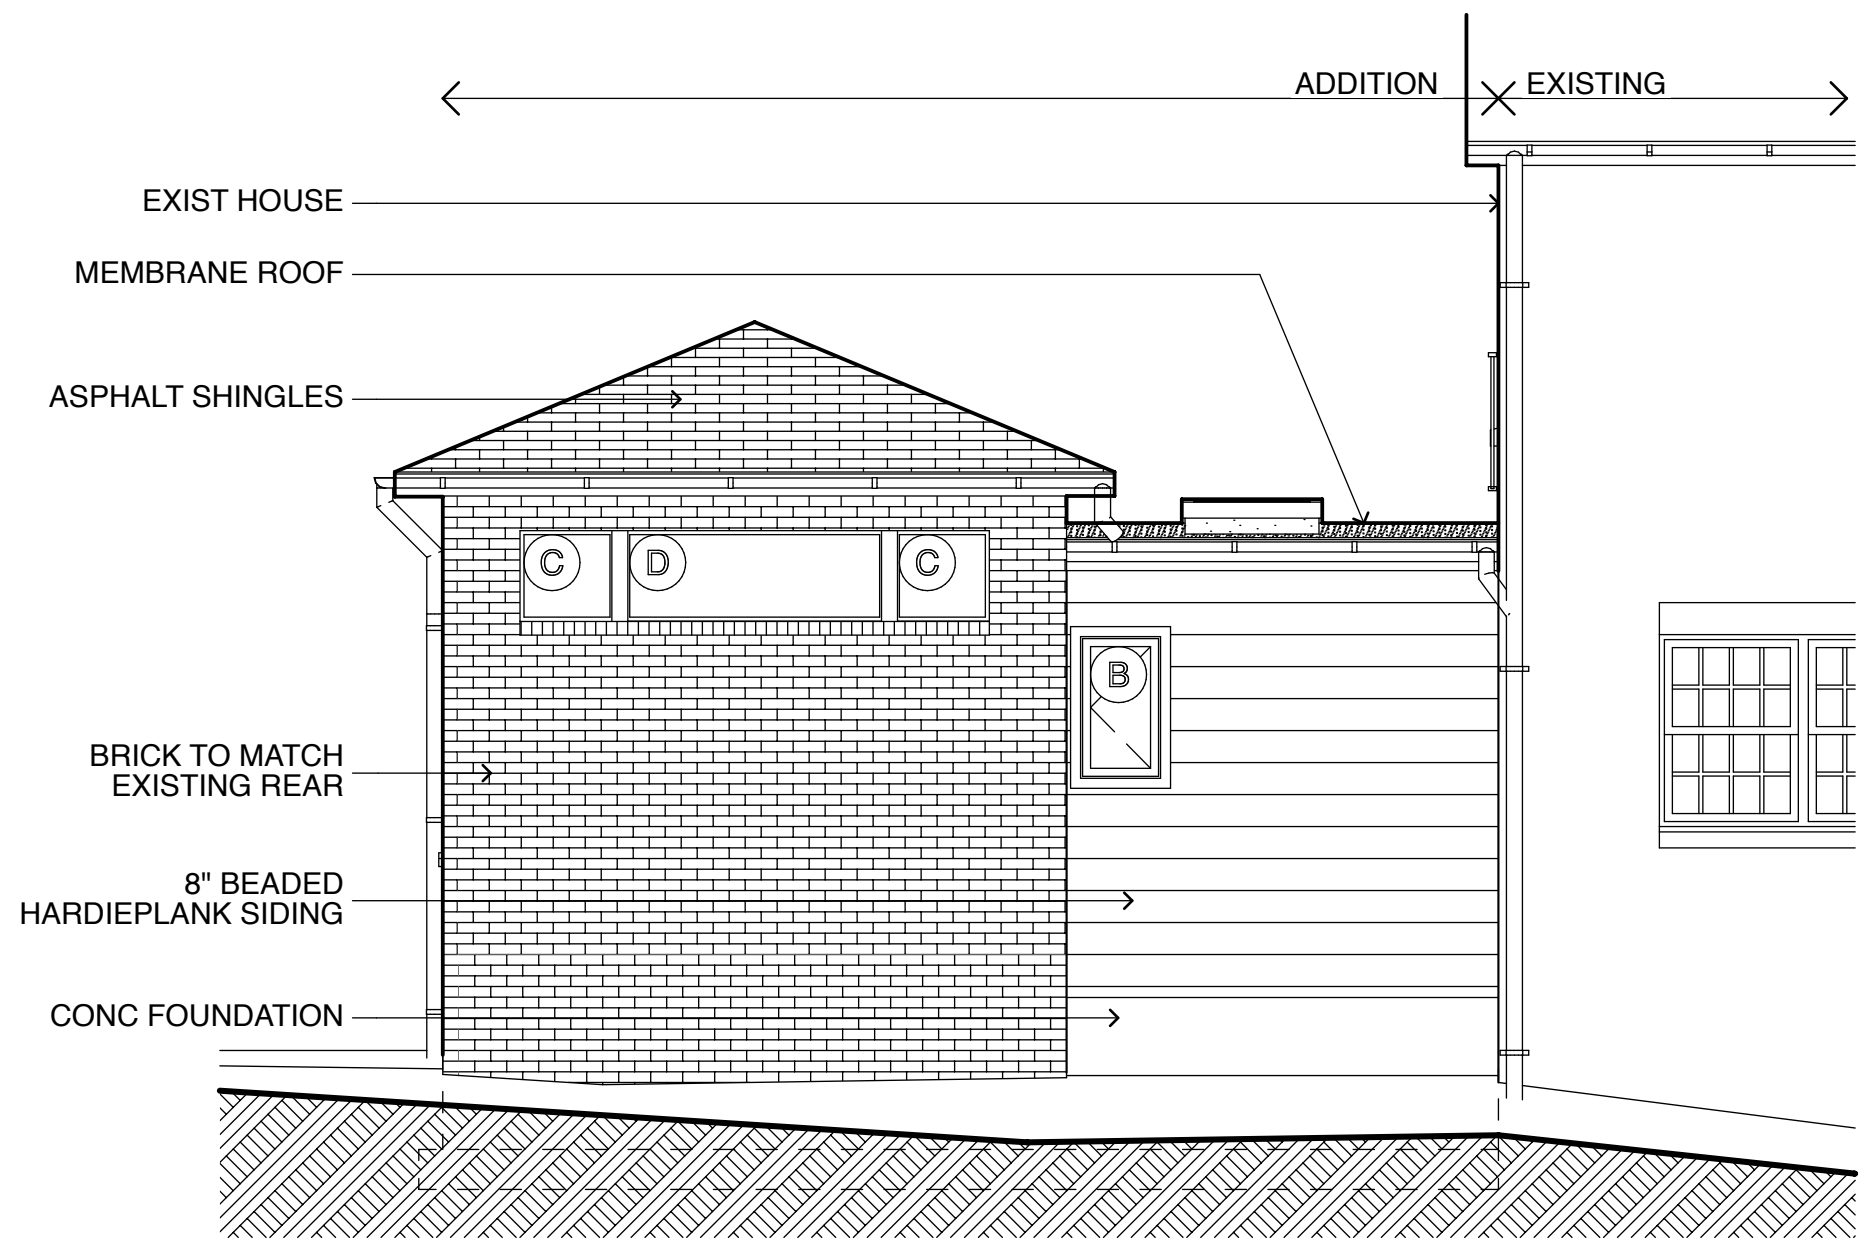 ADDITION EXISTING
EXIST HOUSE
MEMBRANE ROOF
ASPHALT SHINGLES
C D C
B
BRICK TO MATCH
EXISTING REAR
8" BEADED
HARDIEPLANK SIDING
CONC FOUNDATION